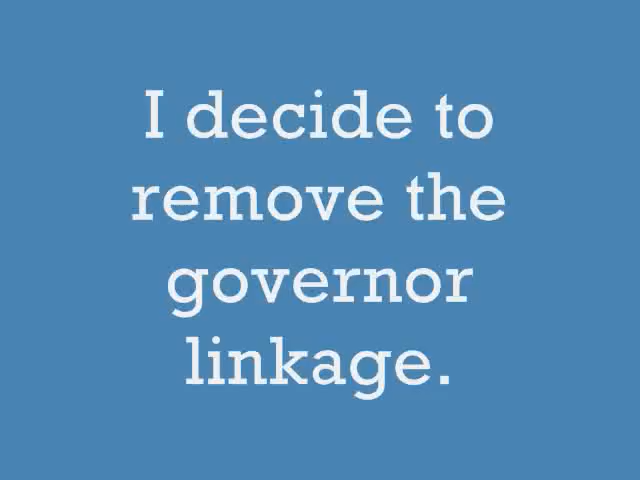 I decide to
remove the
governor
linkage.